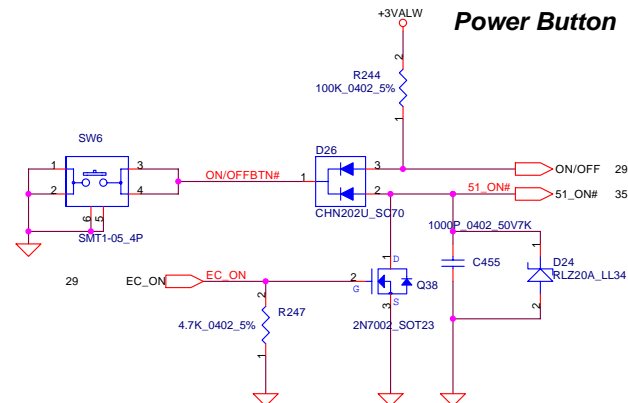 +3VALW
Power Button
2
R244
100K_0402_5%
1
SW6
D26
1
3
ON/OFFBTN#
1
3
ON/OFF
29
2
4
2
51_ON#
51_ON#
35
6
5
CHN202U_SC70
SMT1-05_4P
1000P_0402_50V7K
1
D
1
C455
D24
RLZ20A_LL34
29
EC_ON
EC_ON
2
G
Q38
S
3
2
2
R247
4.7K_0402_5%
2N7002_SOT23
1